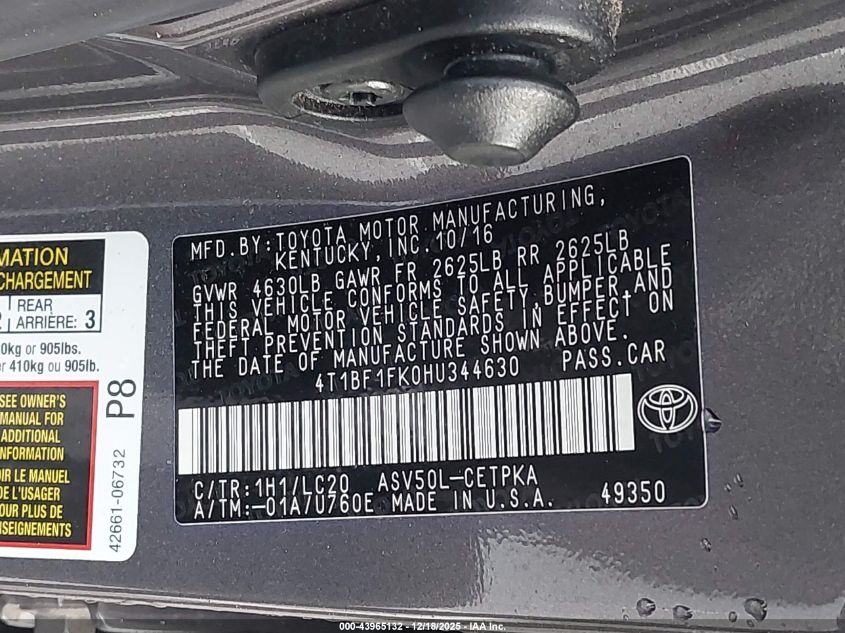 MFD.BY:TOYOTA MOTOR MANUFACTURING,
KENTUCKY, INC. 10/16
GVWR 4630LB GAWR FR 2625LB RR 2625LB
THIS VEHICLE CONFORMS TO ALL APPLICABLE
FEDERAL MOTOR VEHICLE SAFETY, BUMPER, AND
THEFT PREVENTION STANDARDS IN EFFECT ON
THE DATE OF MANUFACTURE SHOWN ABOVE.
4T1BF1FK0HU344630 PASS.CAR
C/TR:1H1/LC20 ASV50L-CETPKA
A/TM:-01A/U760E MADE IN U.S.A. 49350
MATION
CHARGEMENT
REAR
ARRIÈRE: 3
0kg or 905lbs.
er 410kg ou 905lb.
SEE OWNER'S
MANUAL FOR
ADDITIONAL
INFORMATION
OIR LE MANUEL
DE L'USAGER
OUR PLUS DE
NSEIGNEMENTS
P8
42661-06732
000-43965132 - 12/18/2025 - IAA Inc.